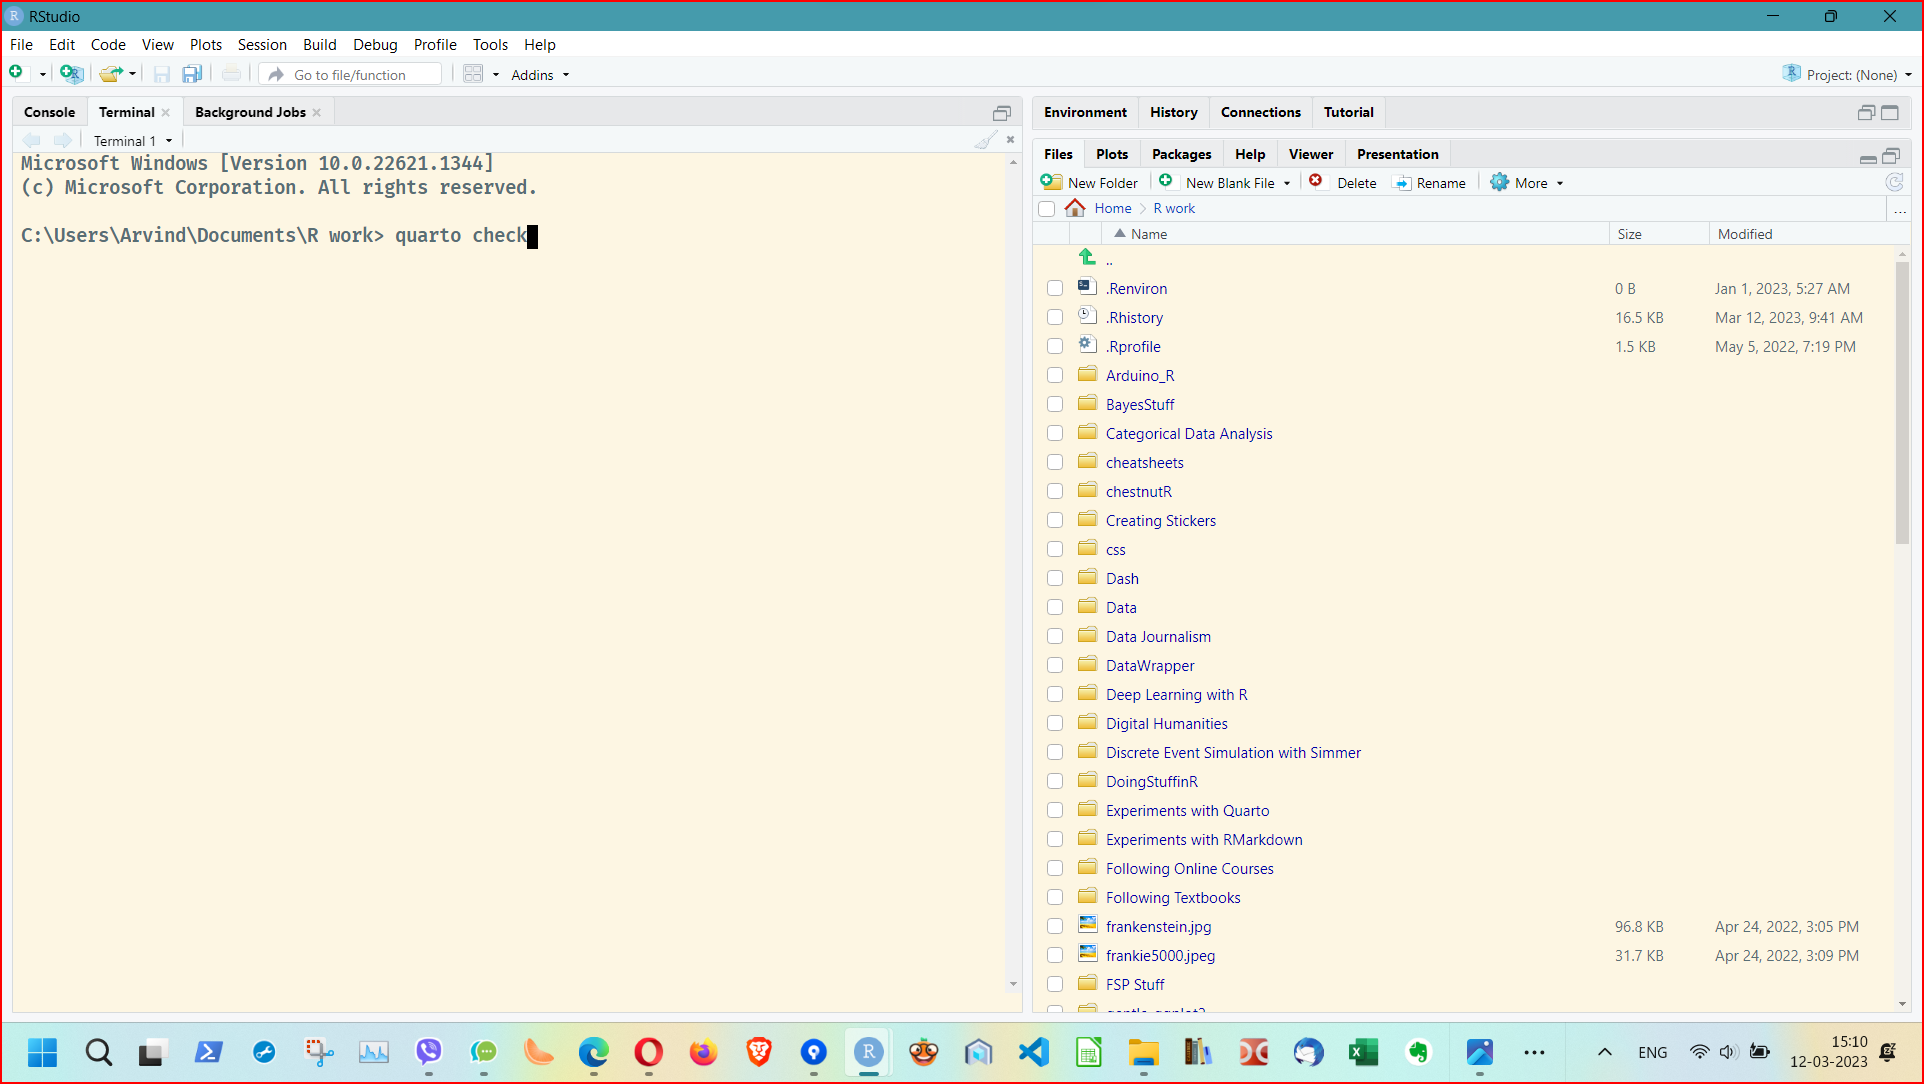 RStudio
File Edit Code View Plots Session Build Debug Profile Tools Help
Go to file/function Addins Project: (None)
Console Terminal Background Jobs
Terminal 1
Microsoft Windows [Version 10.0.22621.1344]
(c) Microsoft Corporation. All rights reserved.
C:\Users\Arvind\Documents\R work> quarto check
Environment History Connections Tutorial
Files Plots Packages Help Viewer Presentation
New Folder New Blank File Delete Rename More
Home R work ...
Name Size Modified
..
.Renviron 0 B Jan 1, 2023, 5:27 AM
.Rhistory 16.5 KB Mar 12, 2023, 9:41 AM
.Rprofile 1.5 KB May 5, 2022, 7:19 PM
Arduino_R
BayesStuff
Categorical Data Analysis
cheatsheets
chestnutR
Creating Stickers
css
Dash
Data
Data Journalism
DataWrapper
Deep Learning with R
Digital Humanities
Discrete Event Simulation with Simmer
DoingStuffinR
Experiments with Quarto
Experiments with RMarkdown
Following Online Courses
Following Textbooks
frankenstein.jpg 96.8 KB Apr 24, 2022, 3:05 PM
frankie5000.jpeg 31.7 KB Apr 24, 2022, 3:09 PM
FSP Stuff
ENG
15:10
12-03-2023